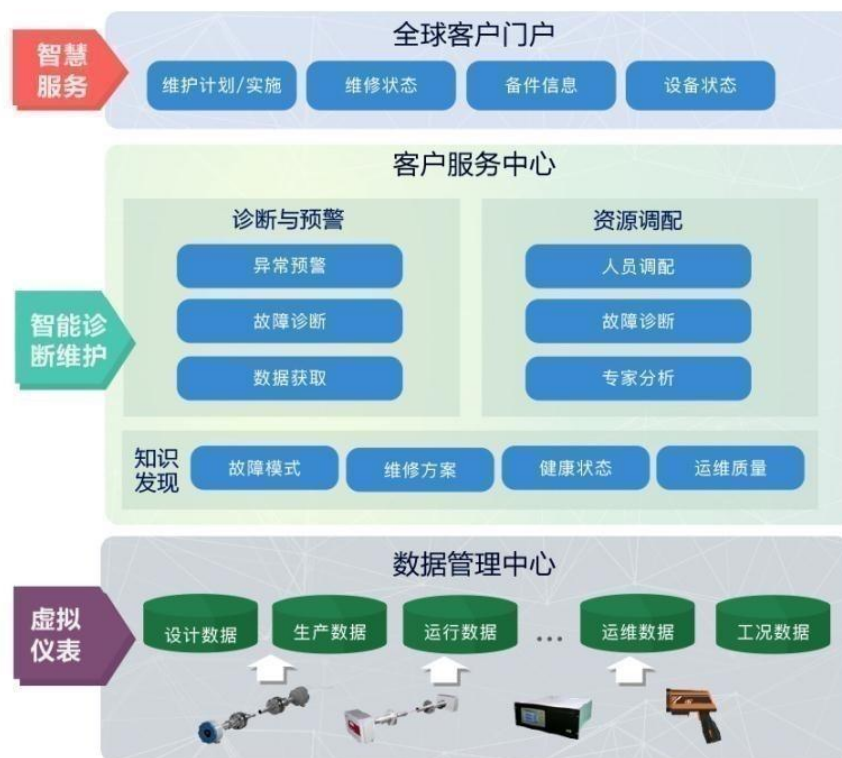 智慧
服务
全球客户门户
维护计划/实施
维修状态
备件信息
设备状态
智能诊
断维护
客户服务中心
诊断与预警
异常预警
故障诊断
数据获取
资源调配
人员调配
故障诊断
专家分析
知识
发现
故障模式
维修方案
健康状态
运维质量
虚拟
仪表
数据管理中心
设计数据
生产数据
运行数据
...
运维数据
工况数据